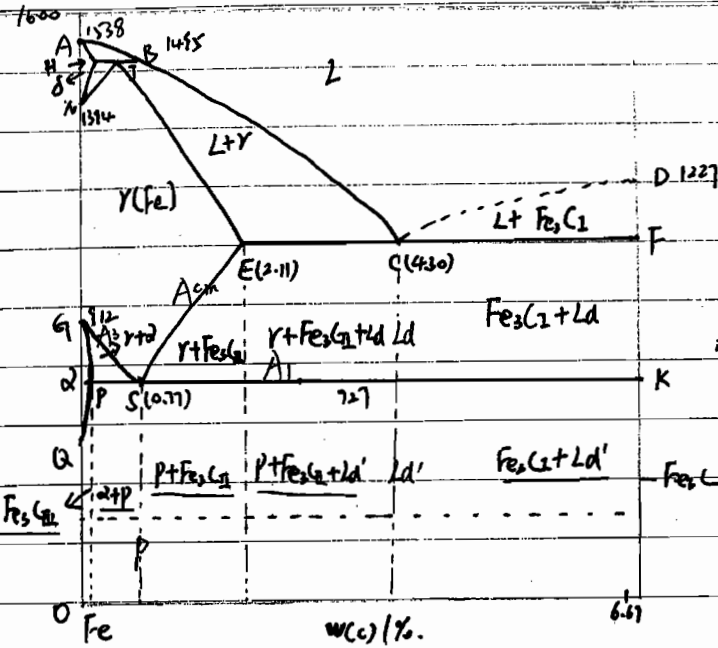 1600
A 1538
B 1495
H
J
δ
L
N
1394
L+γ
D 1227
γ(Fe)
L+Fe3CⅠ
E(2.11)
C(4.30)
F
Acm
G 912
A3 γ+α
γ+Fe3CⅡ
γ+Fe3CⅡ+Ld
Ld
Fe3CⅠ+Ld
A1
α
P
S(0.77)
727
K
Q
P+Fe3CⅡ
P+Fe3CⅡ+Ld'
Ld'
Fe3CⅠ+Ld'
Fe3C
Fe3CⅢ
α+P
P
0
Fe
w(c)/%.
6.69